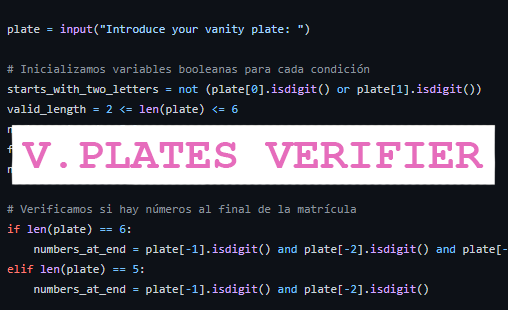 plate = input("Introduce your vanity plate: ")
# Inicializamos variables booleanas para cada condición
starts_with_two_letters = not (plate[0].isdigit() or plate[1].isdigit())
valid_length = 2 <= len(plate) <= 6
V.PLATES VERIFIER
# Verificamos si hay números al final de la matrícula
if len(plate) == 6:
numbers_at_end = plate[-1].isdigit() and plate[-2].isdigit() and plate[-
elif len(plate) == 5:
numbers_at_end = plate[-1].isdigit() and plate[-2].isdigit()